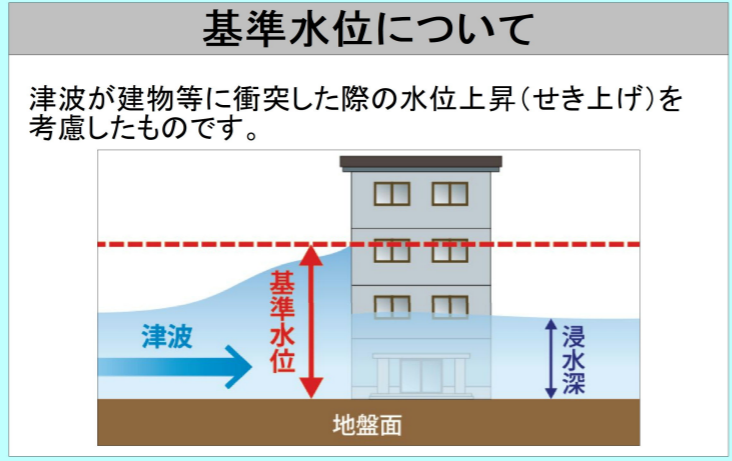 基準水位について
津波が建物等に衝突した際の水位上昇(せき上げ)を
考慮したものです。
基準水位
津波
浸水深
地盤面